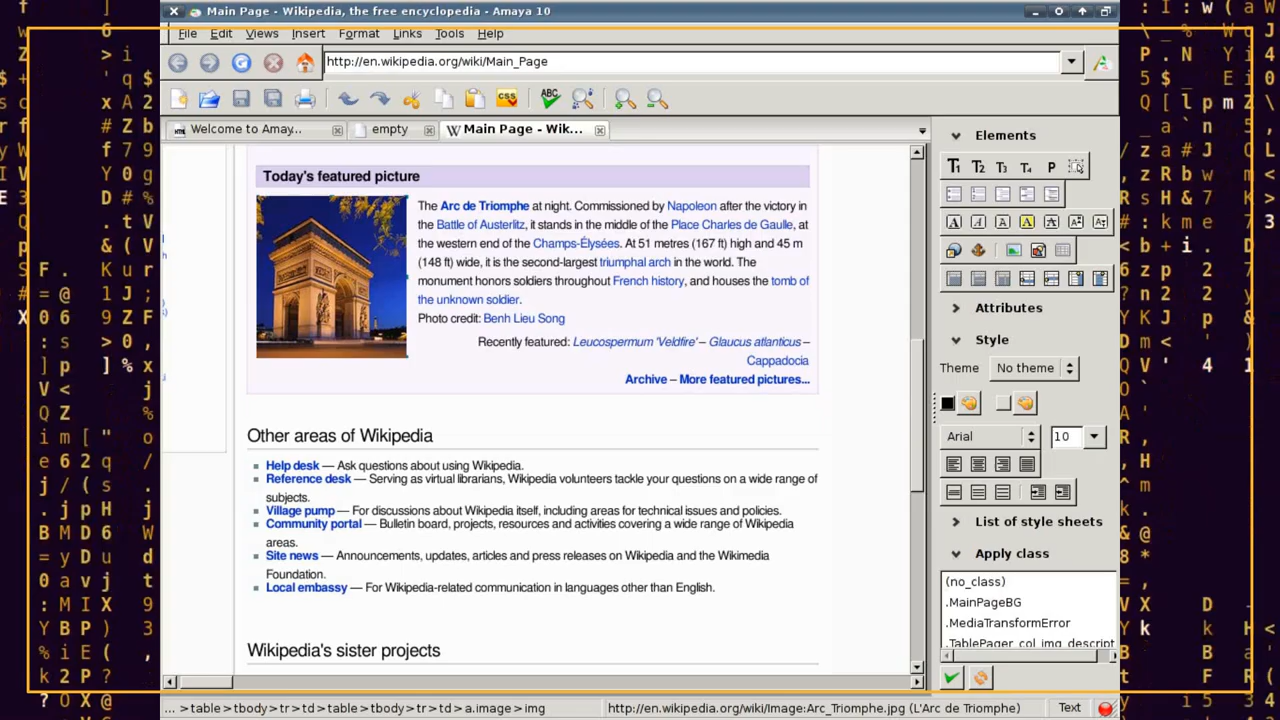 Main Page - Wikipedia, the free encyclopedia - Amaya 10
File Edit Views Insert Format Links Tools Help
http://en.wikipedia.org/wiki/Main_Page
ABC
CSS
Welcome to Amay...
empty
W Main Page - Wik...
Today's featured picture
The Arc de Triomphe at night. Commissioned by Napoleon after the victory in
the Battle of Austerlitz, it stands in the middle of the Place Charles de Gaulle, at
the western end of the Champs-Élysées. At 51 metres (167 ft) high and 45 m
(148 ft) wide, it is the second-largest triumphal arch in the world. The
monument honors soldiers throughout French history, and houses the tomb of
the unknown soldier.
Photo credit: Benh Lieu Song
Recently featured: Leucospermum 'Veldfire' – Glaucus atlanticus –
Cappadocia
Archive – More featured pictures...
Other areas of Wikipedia
Help desk — Ask questions about using Wikipedia.
Reference desk — Serving as virtual librarians, Wikipedia volunteers tackle your questions on a wide range of
subjects.
Village pump — For discussions about Wikipedia itself, including areas for technical issues and policies.
Community portal — Bulletin board, projects, resources and activities covering a wide range of Wikipedia
areas.
Site news — Announcements, updates, articles and press releases on Wikipedia and the Wikimedia
Foundation.
Local embassy — For Wikipedia-related communication in languages other than English.
Wikipedia's sister projects
Elements
T1 T2 T3 T4 P
Attributes
Style
Theme No theme
Arial 10
List of style sheets
Apply class
(no_class)
.MainPageBG
.MediaTransformError
.TablePager_col_img_descript
... >table>tbody>tr>td>table>tbody>tr>td>a.image>img
http://en.wikipedia.org/wiki/Image:Arc_Triomphe.jpg (L'Arc de Triomphe)
Text